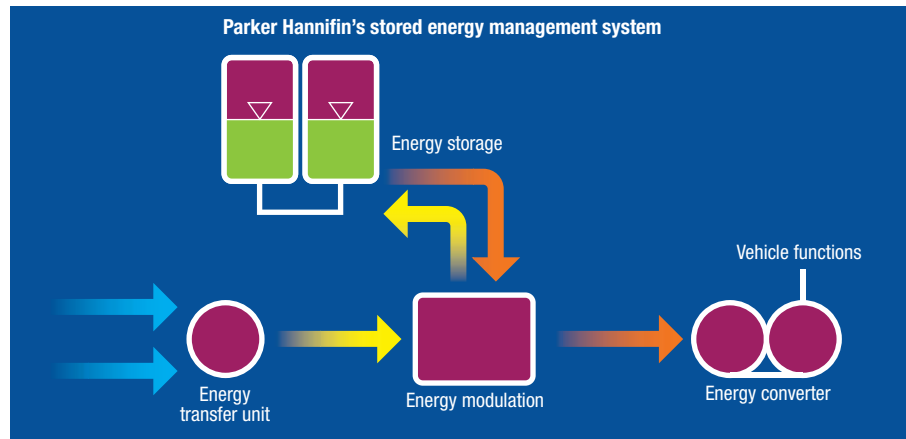 Parker Hannifin's stored energy management system
Energy storage
Vehicle functions
Energy
transfer unit
Energy modulation
Energy converter